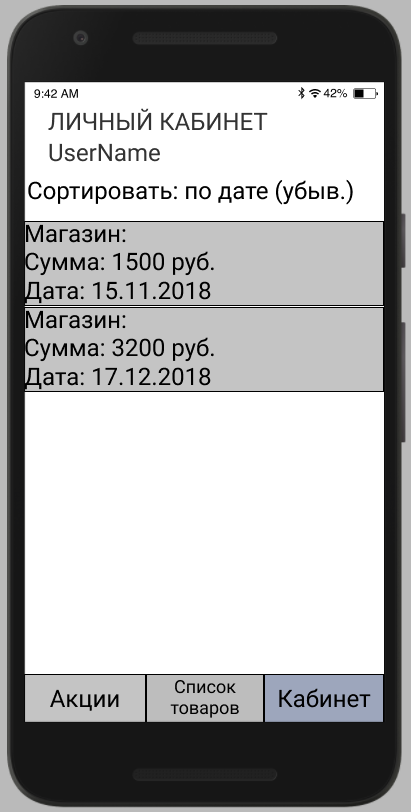 9:42 AM 42%
ЛИЧНЫЙ КАБИНЕТ
UserName
Сортировать: по дате (убыв.)
Магазин:
Сумма: 1500 руб.
Дата: 15.11.2018
Магазин:
Сумма: 3200 руб.
Дата: 17.12.2018
Акции
Список
товаров
Кабинет